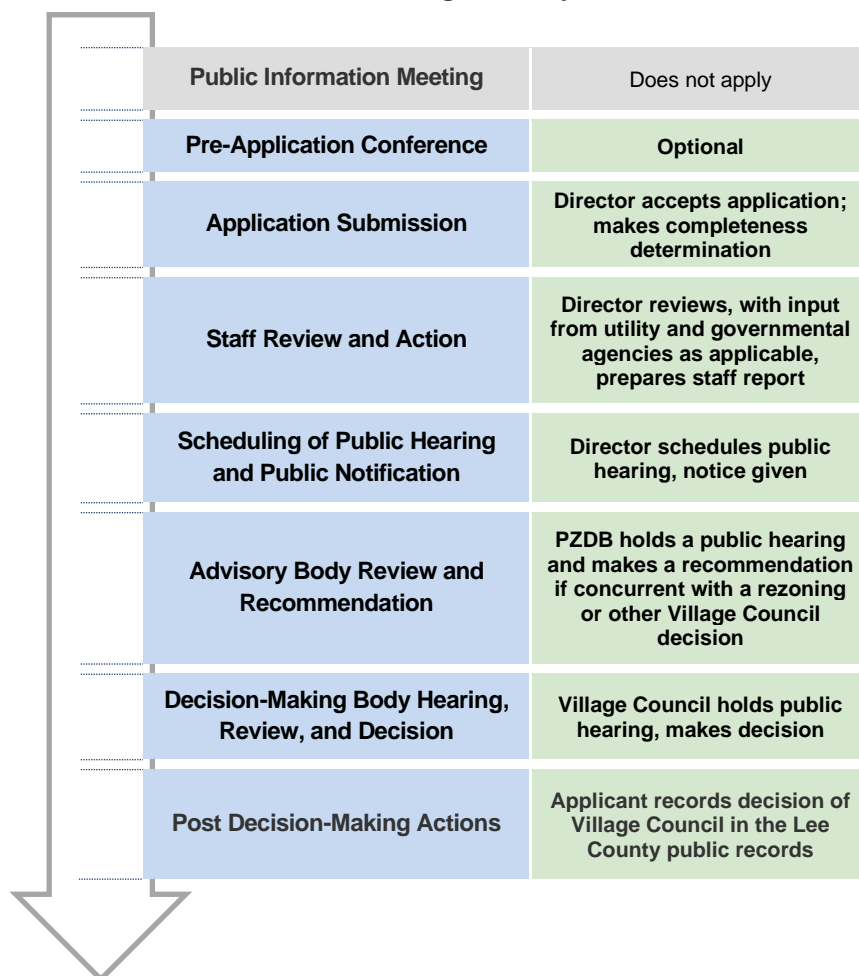 Public Information Meeting
Does not apply
Pre-Application Conference
Optional
Application Submission
Director accepts application;
makes completeness
determination
Staff Review and Action
Director reviews, with input
from utility and governmental
agencies as applicable,
prepares staff report
Scheduling of Public Hearing
and Public Notification
Director schedules public
hearing, notice given
Advisory Body Review and
Recommendation
PZDB holds a public hearing
and makes a recommendation
if concurrent with a rezoning
or other Village Council
decision
Decision-Making Body Hearing,
Review, and Decision
Village Council holds public
hearing, makes decision
Post Decision-Making Actions
Applicant records decision of
Village Council in the Lee
County public records